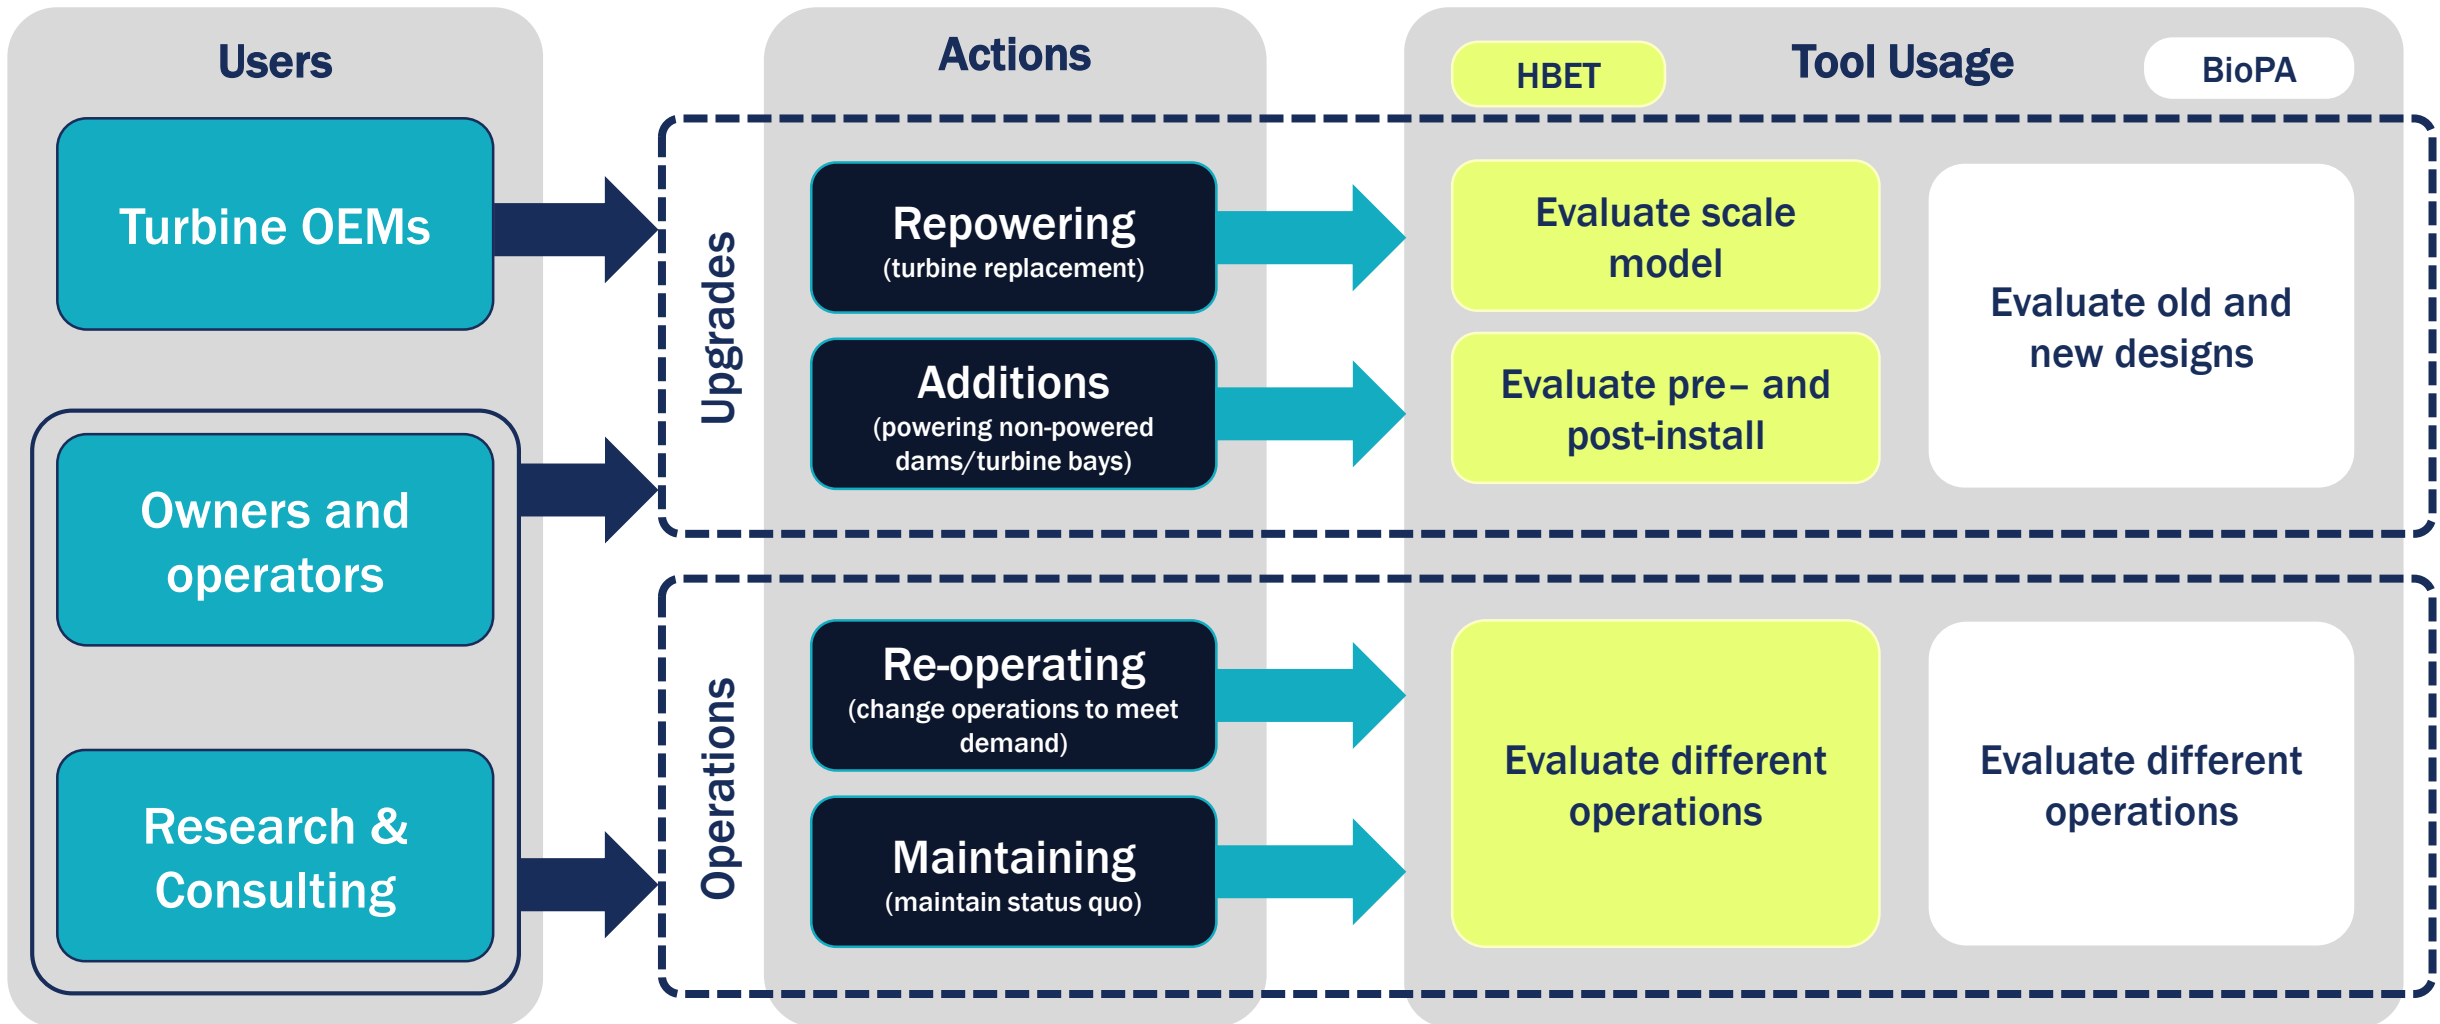 Users
Turbine OEMs
Owners and
operators
Research &
Consulting
Actions
Upgrades
Repowering
(turbine replacement)
Additions
(powering non-powered
dams/turbine bays)
Operations
Re-operating
(change operations to meet
demand)
Maintaining
(maintain status quo)
HBET
Tool Usage
BioPA
Evaluate scale
model
Evaluate pre– and
post-install
Evaluate old and
new designs
Evaluate different
operations
Evaluate different
operations